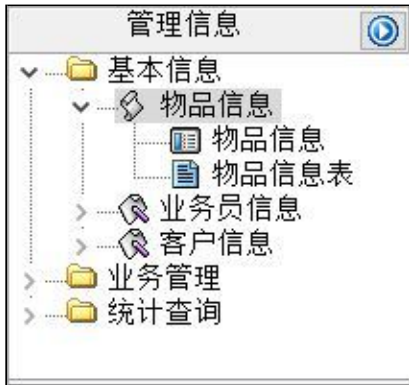 管理信息
基本信息
物品信息
物品信息
物品信息表
业务员信息
客户信息
业务管理
统计查询